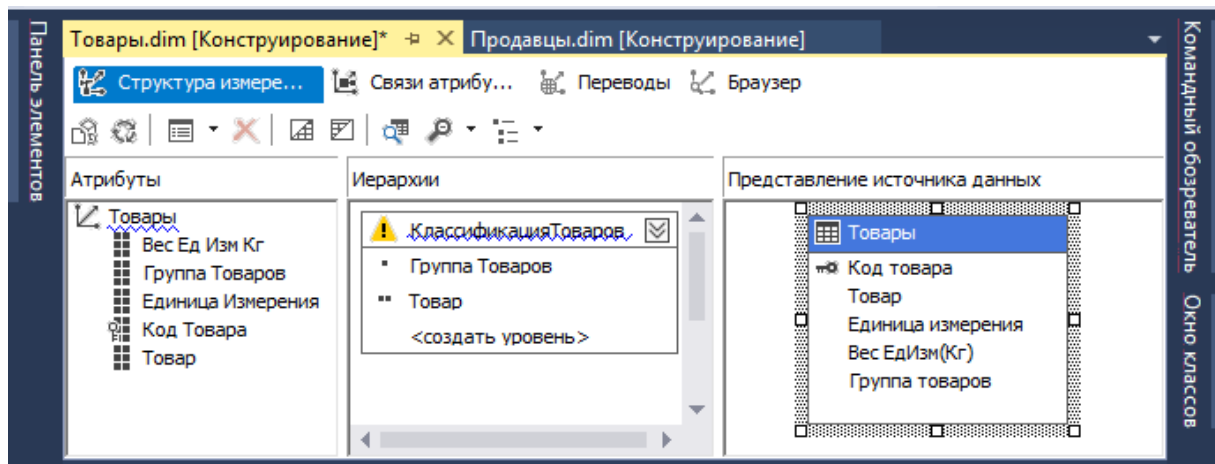 Панель элементов
Товары.dim [Конструирование]* Продавцы.dim [Конструирование]
Структура измере... Связи атрибу... Переводы Браузер
Атрибуты
Товары
Вес Ед Изм Кг
Группа Товаров
Единица Измерения
Код Товара
Товар
Иерархии
КлассификацияТоваров
Группа Товаров
Товар
<создать уровень>
Представление источника данных
Товары
Код товара
Товар
Единица измерения
Вес ЕдИзм(Кг)
Группа товаров
Командный обозреватель
Окно классов